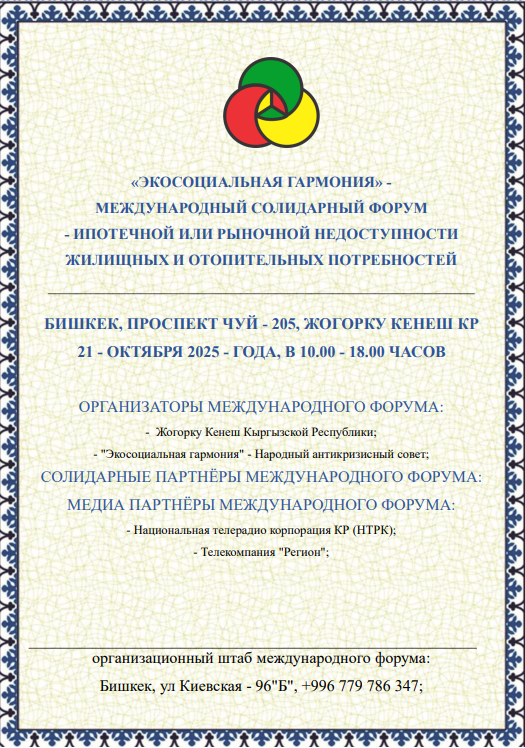 «ЭКОСОЦИАЛЬНАЯ ГАРМОНИЯ» -
МЕЖДУНАРОДНЫЙ СОЛИДАРНЫЙ ФОРУМ
- ИПОТЕЧНОЙ ИЛИ РЫНОЧНОЙ НЕДОСТУПНОСТИ
ЖИЛИЩНЫХ И ОТОПИТЕЛЬНЫХ ПОТРЕБНОСТЕЙ
БИШКЕК, ПРОСПЕКТ ЧУЙ - 205, ЖОГОРКУ КЕНЕШ КР
21 - ОКТЯБРЯ 2025 - ГОДА, В 10.00 - 18.00 ЧАСОВ
ОРГАНИЗАТОРЫ МЕЖДУНАРОДНОГО ФОРУМА:
- Жогорку Кенеш Кыргызской Республики;
- "Экосоциальная гармония" - Народный антикризисный совет;
СОЛИДАРНЫЕ ПАРТНЁРЫ МЕЖДУНАРОДНОГО ФОРУМА:
МЕДИА ПАРТНЁРЫ МЕЖДУНАРОДНОГО ФОРУМА:
- Национальная телерадио корпорация КР (НТРК);
- Телекомпания "Регион";
организационный штаб международного форума:
Бишкек, ул Киевская - 96"Б", +996 779 786 347;